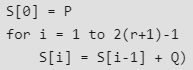 S[0] = P
for i = 1 to 2(r+1)-1
    S[i] = S[i-1] + Q)